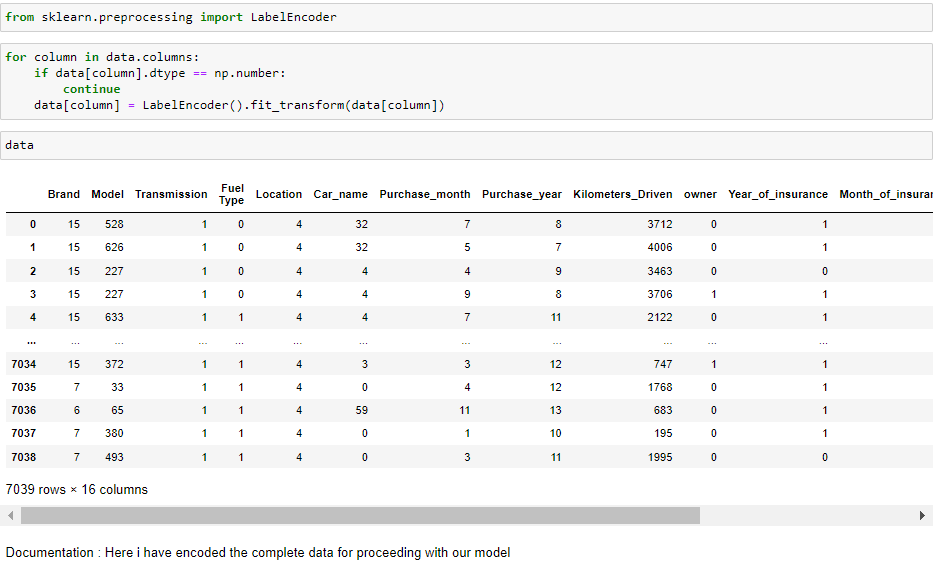 from sklearn.preprocessing import LabelEncoder
for column in data.columns:
    if data[column].dtype == np.number:
        continue
    data[column] = LabelEncoder().fit_transform(data[column])
data
Brand Model Transmission Fuel Type Location Car_name Purchase_month Purchase_year Kilometers_Driven owner Year_of_insurance Month_of_insurar
0 15 528 1 0 4 32 7 8 3712 0 1
1 15 626 1 0 4 32 5 7 4006 0 1
2 15 227 1 0 4 4 4 9 3463 0 0
3 15 227 1 0 4 4 9 8 3706 1 1
4 15 633 1 1 4 4 7 11 2122 0 1
... ... ... ... ... ... ... ... ... ... ... ...
7034 15 372 1 1 4 3 3 12 747 1 1
7035 7 33 1 1 4 0 4 12 1768 0 1
7036 6 65 1 1 4 59 11 13 683 0 1
7037 7 380 1 1 4 0 1 10 195 0 1
7038 7 493 1 1 4 0 3 11 1995 0 0
7039 rows × 16 columns
Documentation : Here i have encoded the complete data for proceeding with our model